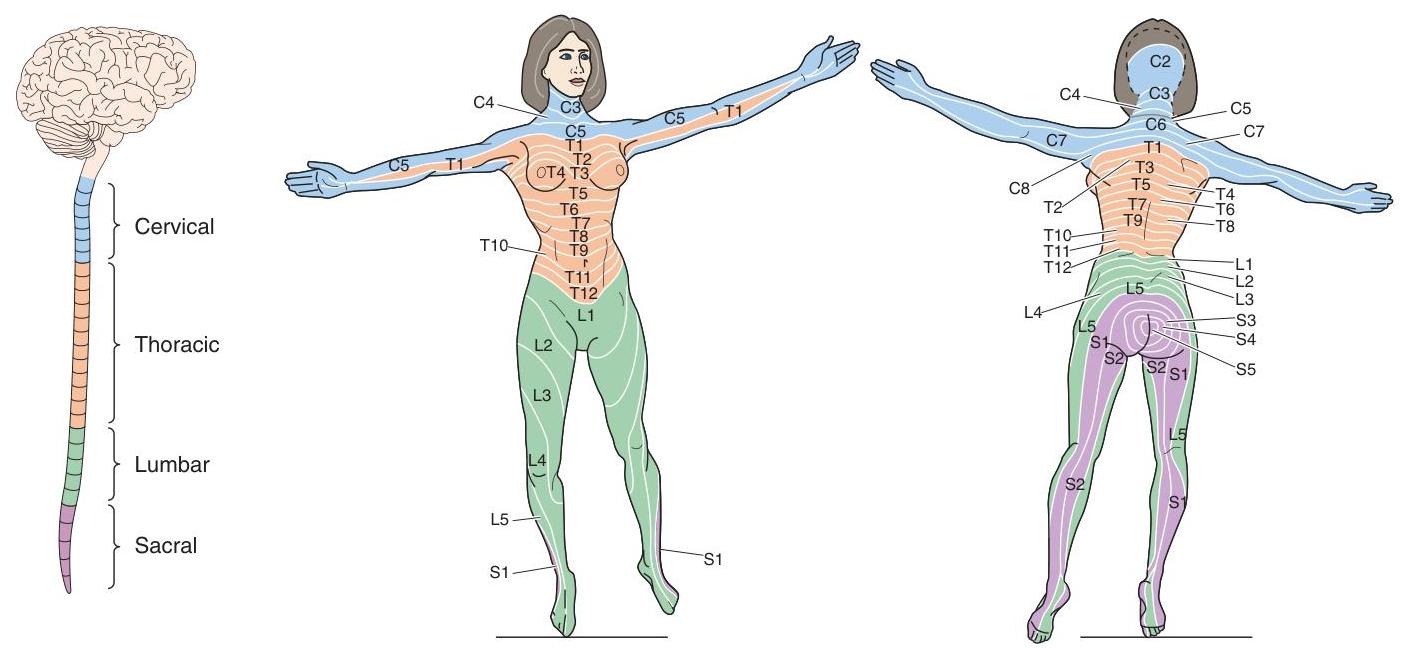 Cervical
Thoracic
Lumbar
Sacral
C4
C3
C5
C5
T1
C5
T1
C5
T1
T2
T4
T3
T5
T6
T7
T8
T10
T9
T11
T12
L1
L2
L3
L4
L5
S1
S1
C2
C3
C4
C5
C6
C7
C7
T1
C8
T3
T2
T5
T4
T7
T6
T9
T8
T10
T11
T12
L1
L2
L5
L3
L4
L5
S3
S1
S4
S2
S2
S1
S5
L5
S2
S1